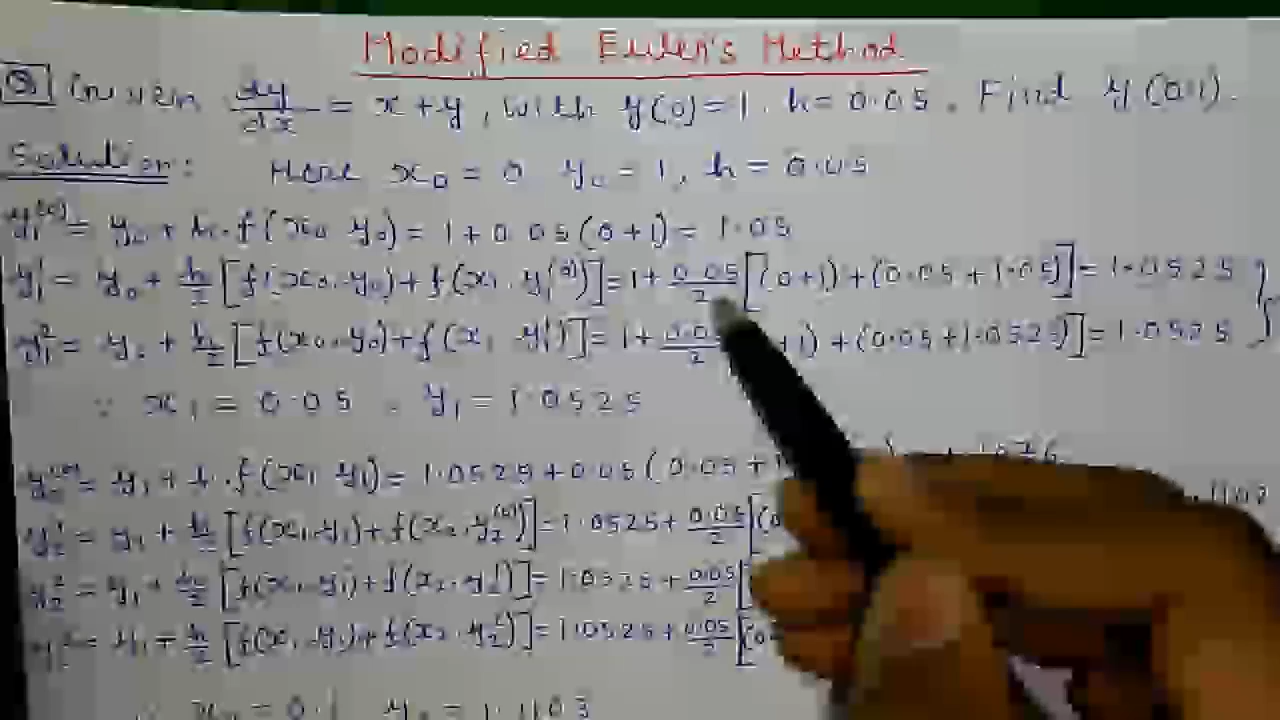 Modified Euler's Method
Q Given dy/dx = x+y, with y(0)=1, h=0.05. Find y(0.1).
Solution: Here x₀ = 0 y₀ = 1, h = 0.05
y₁⁽⁰⁾ = y₀ + h.f(x₀ y₀) = 1+0.05(0+1) = 1.05
y₁¹ = y₀ + h/2 [f(x₀,y₀)+f(x₁,y₁⁽⁰⁾)] = 1+ 0.05/2 [(0+1)+(0.05+1.05)] = 1.0525
y₁² = y₀ + h/2 [f(x₀,y₀)+f(x₁,y₁¹)] = 1+ +1)+(0.05+1.0525)] = 1.0525
∵ x₁ = 0.05 , y₁ = 1.0525
y₂⁽⁰⁾ = y₁ + h.f(x₁ y₁) = 1.0525+0.05(0.05+
y₂¹ = y₁ + h/2 [f(x₁,y₁)+f(x₂,y₂⁽⁰⁾)] = 1.0525+ 0.05/2 [(0
y₂² = y₁ + h/2 [f(x₁,y₁)+f(x₂,y₂¹)] = 1.0525+ 0.05/2 [
= y₁ + h/2 [f(x₁,y₁)+f(x₂,y₂²)] = 1.0525+ 0.05/2 [(0
∵ x₂ = 0.1 y₂ = 1.1103